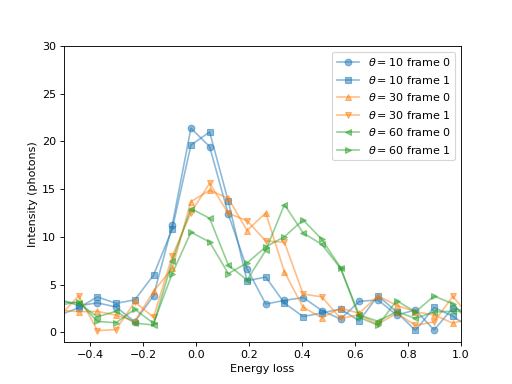 30
25
20
15
10
5
0
Intensity (photons)
−0.4
−0.2
0.0
0.2
0.4
0.6
0.8
1.0
Energy loss
θ = 10 frame 0
θ = 10 frame 1
θ = 30 frame 0
θ = 30 frame 1
θ = 60 frame 0
θ = 60 frame 1